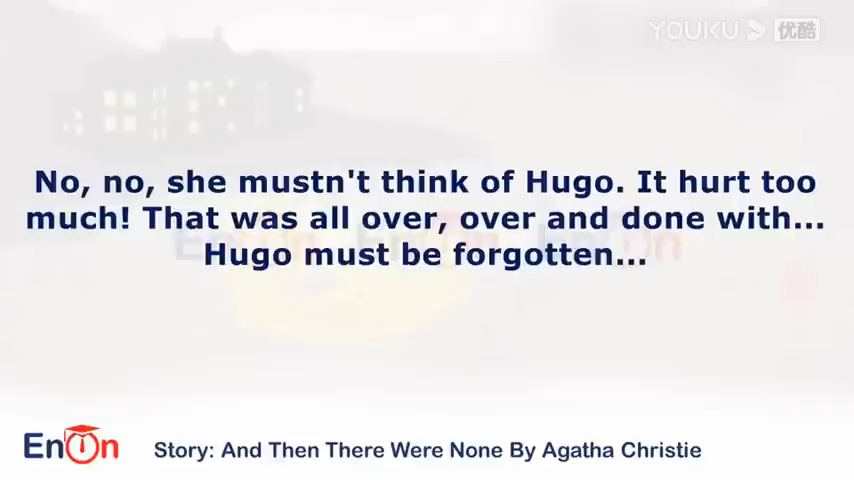 YOUKU 优酷
No, no, she mustn't think of Hugo. It hurt too
much! That was all over, over and done with...
Hugo must be forgotten...
EnOn
Story: And Then There Were None By Agatha Christie